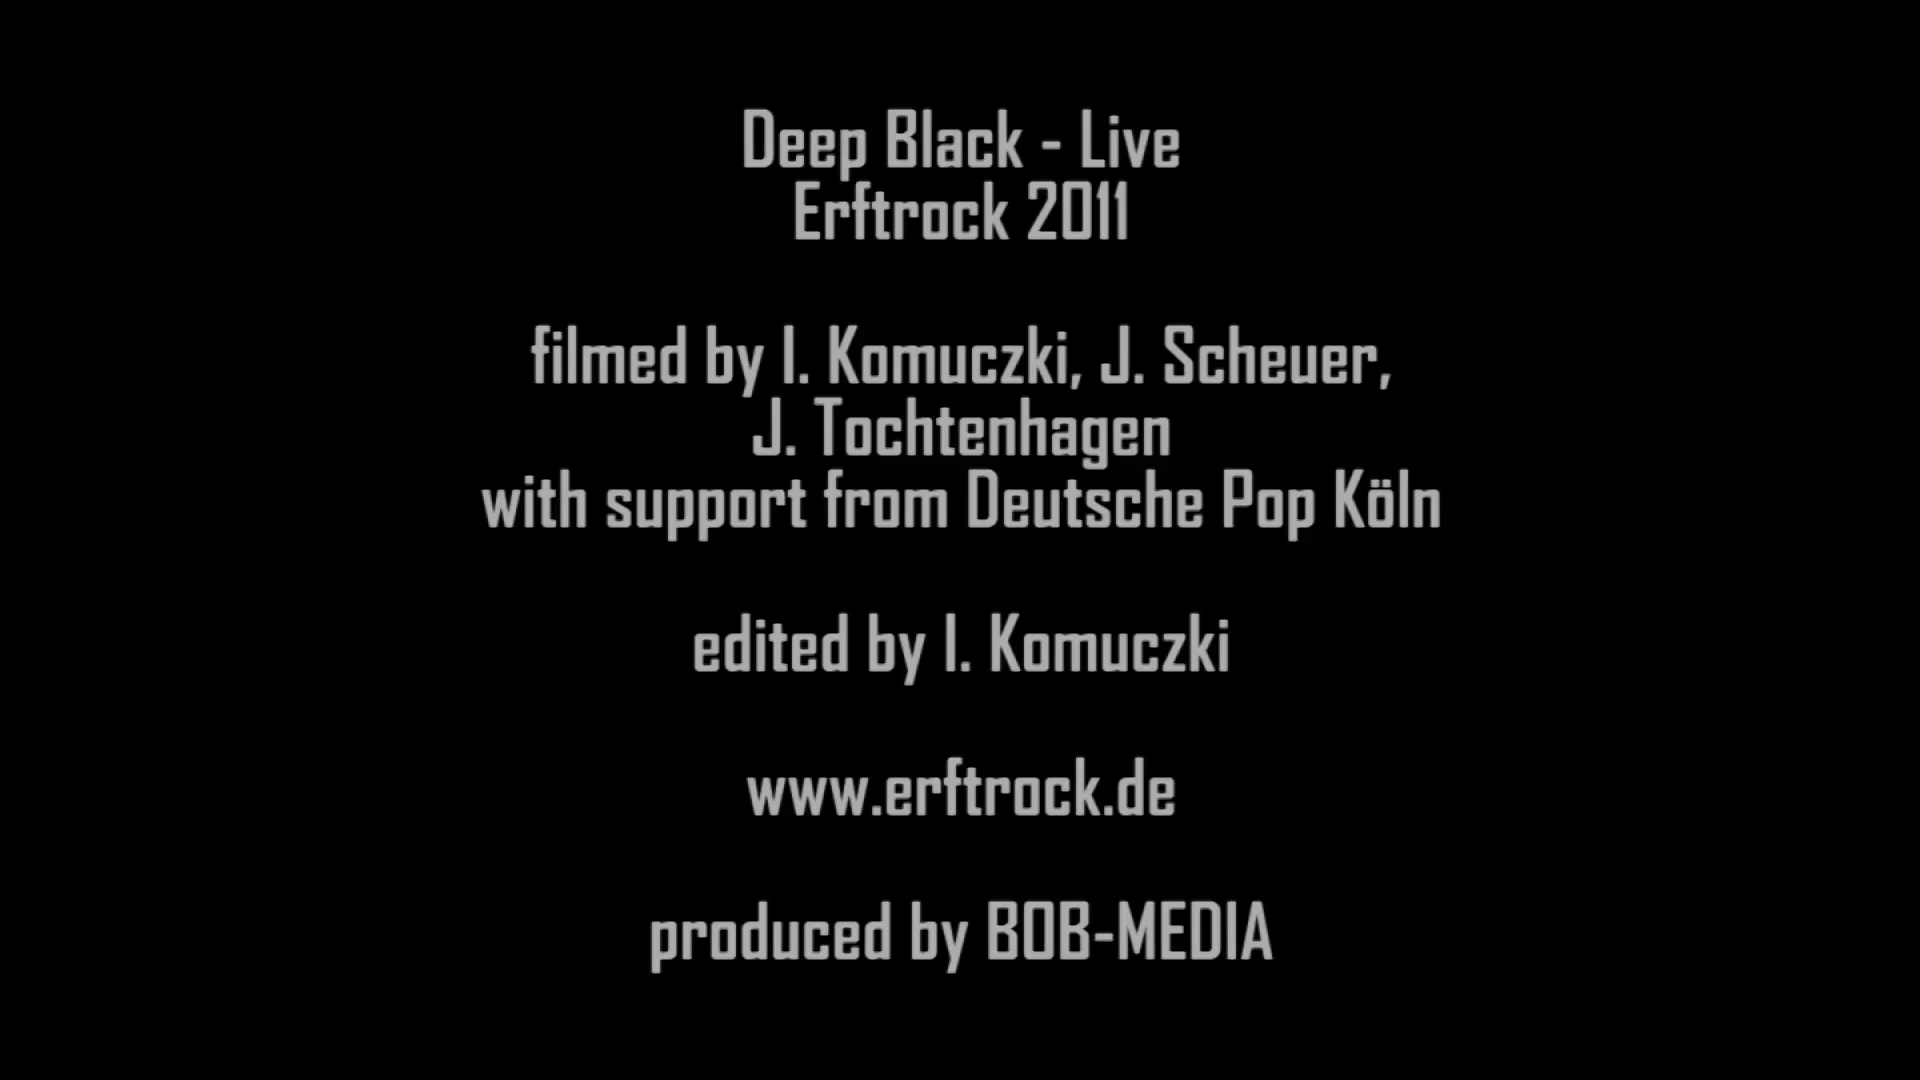 Deep Black - Live
Erftrock 2011
filmed by I. Komuczki, J. Scheuer,
J. Tochtenhagen
with support from Deutsche Pop Köln
edited by I. Komuczki
www.erftrock.de
produced by BOB-MEDIA